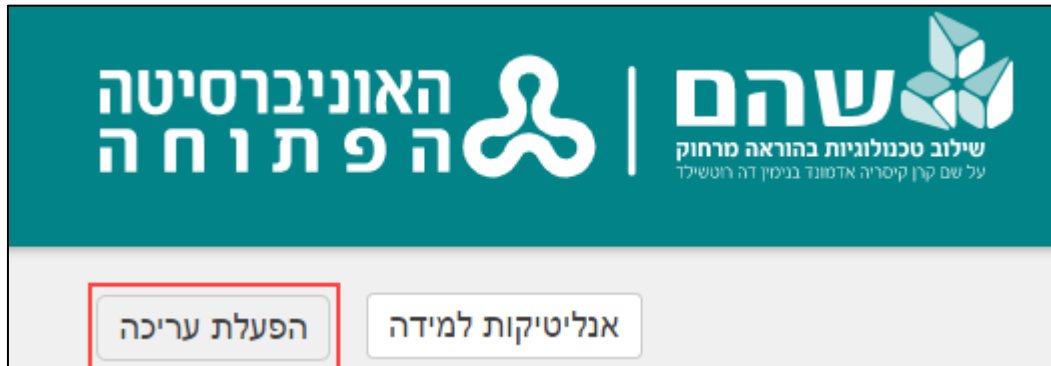 שהם
שילוב טכנולוגיות בהוראה מרחוק
על שם קרן קיסריה אדמונד בנימין דה רוטשילד
האוניברסיטה
הפתוחה
אנליטיקות למידה
הפעלת עריכה